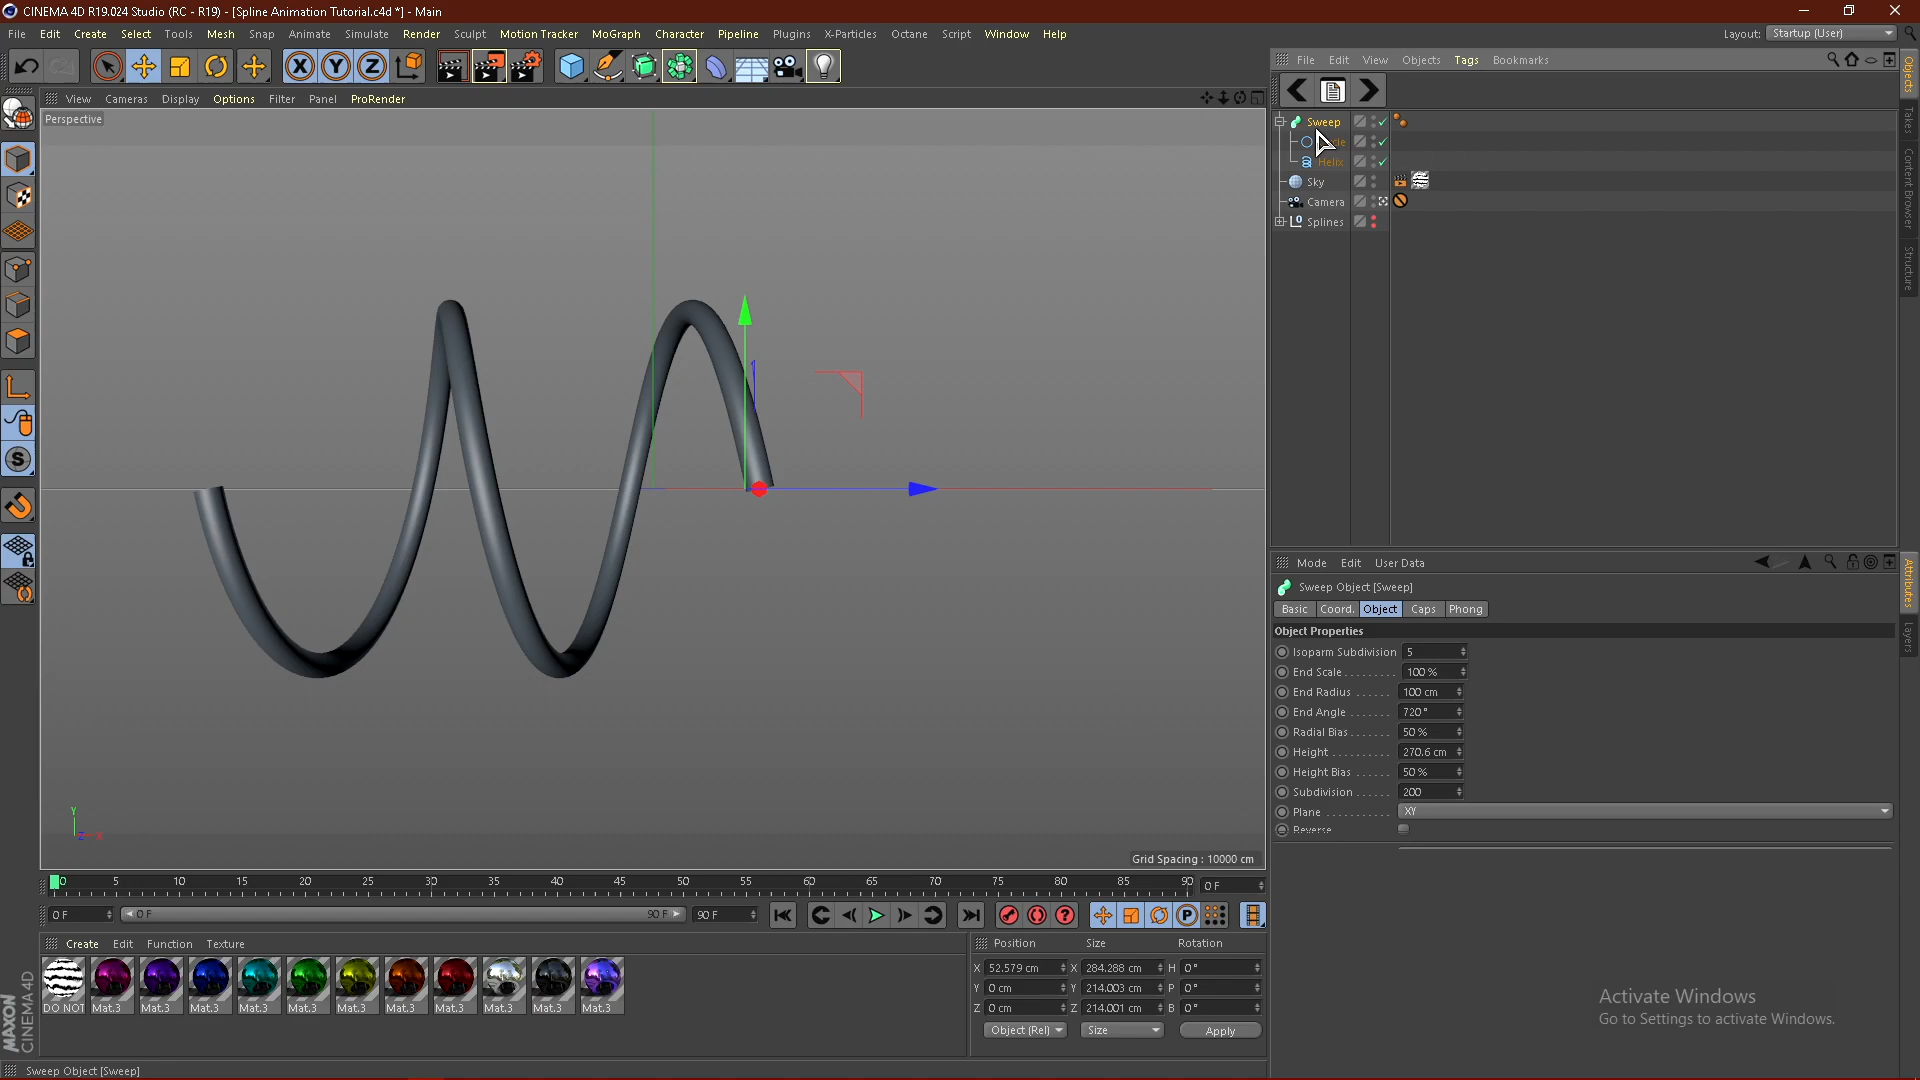 CINEMA 4D R19.024 Studio (RC - R19) - [Spline Animation Tutorial.c4d *] - Main
File Edit Create Select Tools Mesh Snap Animate Simulate Render Sculpt Motion Tracker MoGraph Character Pipeline Plugins X-Particles Octane Script Window Help
Layout: Startup (User)
View Cameras Display Options Filter Panel ProRender
Perspective
Grid Spacing : 10000 cm
Y
Z X
File Edit View Objects Tags Bookmarks
Sweep
Helix
Sky
Camera
Splines
Objects
Takes
Content Browser
Structure
Mode Edit User Data
Sweep Object [Sweep]
Basic Coord. Object Caps Phong
Object Properties
Isoparm Subdivision 5
End Scale 100 %
End Radius 100 cm
End Angle 720 °
Radial Bias 50 %
Height 270.6 cm
Height Bias 50 %
Subdivision 200
Plane XY
Reverse
Attributes
Layers
0 5 10 15 20 25 30 35 40 45 50 55 60 65 70 75 80 85 90 0 F
0 F 0 F 90 F 90 F
Create Edit Function Texture
DO NOT Mat.3 Mat.3 Mat.3 Mat.3 Mat.3 Mat.3 Mat.3 Mat.3 Mat.3 Mat.3 Mat.3
Position Size Rotation
X 52.579 cm X 284.288 cm H 0 °
Y 0 cm Y 214.003 cm P 0 °
Z 0 cm Z 214.001 cm B 0 °
Object (Rel) Size Apply
MAXON
CINEMA 4D
Activate Windows
Go to Settings to activate Windows.
Sweep Object [Sweep]